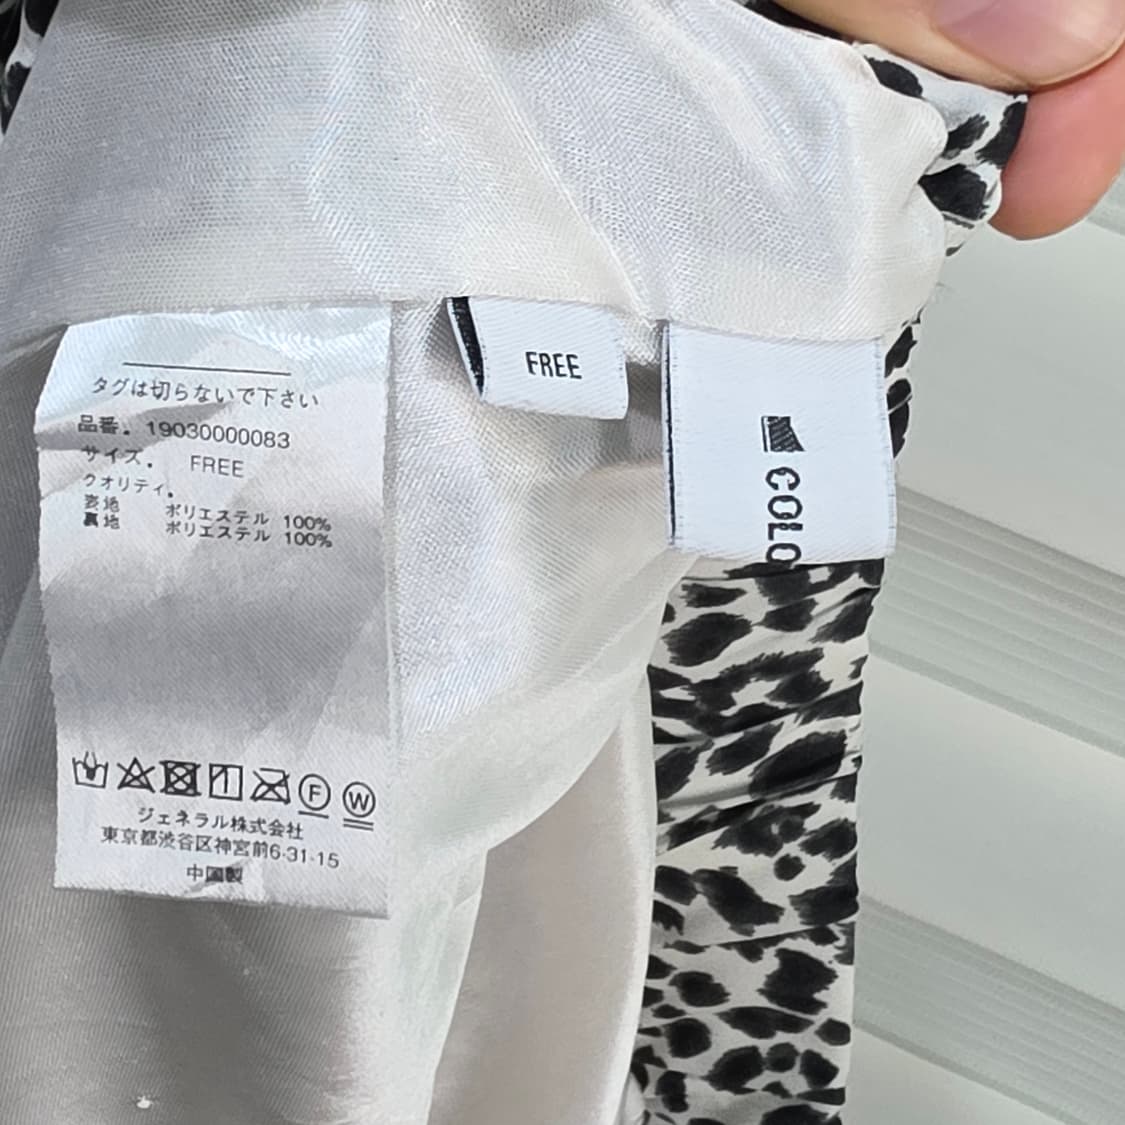 タグは切らないで下さい
品番. 19030000083
サイズ. FREE
クオリティ.
表地 ポリエステル 100%
裏地 ポリエステル 100%
F W
ジェネラル株式会社
東京都渋谷区神宮前6-31-15
中国製
FREE
COLO